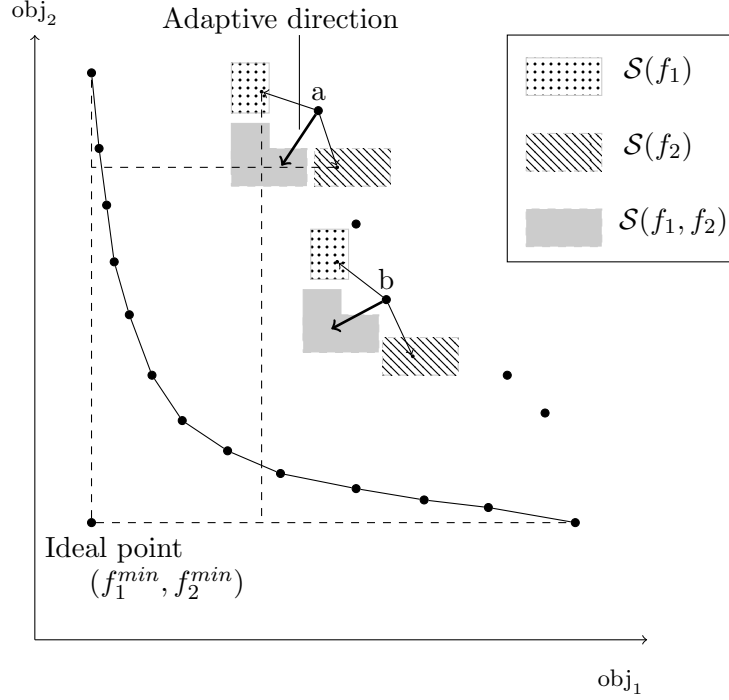 obj₂
Adaptive direction
a
b
𝒮(f₁)
𝒮(f₂)
𝒮(f₁, f₂)
Ideal point
(f₁ᵐⁱⁿ, f₂ᵐⁱⁿ)
obj₁